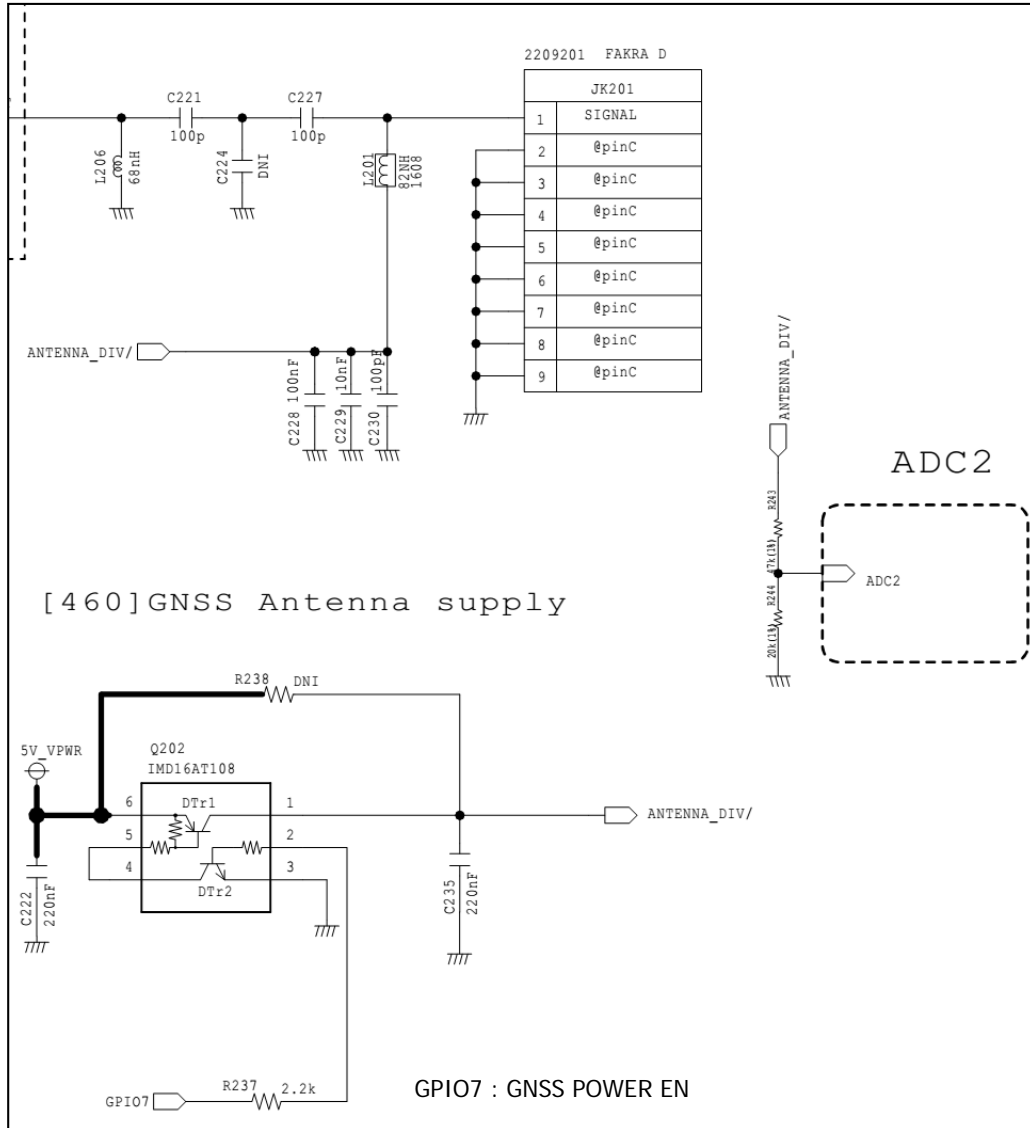 2209201 FAKRA D
JK201
1 SIGNAL
2 @pinC
3 @pinC
4 @pinC
5 @pinC
6 @pinC
7 @pinC
8 @pinC
9 @pinC
C221
100p
C227
100p
L206
68nH
C224
DNI
L201
82NH
1608
ANTENNA_DIV/
C228 100nF
C229 10nF
C230 100pF
ANTENNA_DIV/
R243
47k(1%)
R244
20k(1%)
ADC2
ADC2
[460]GNSS Antenna supply
R238 DNI
5V_VPWR
Q202
IMD16AT108
DTr1
DTr2
6
5
4
1
2
3
ANTENNA_DIV/
C222
220nF
C235
220nF
R237 2.2k
GPIO7
GPIO7 : GNSS POWER EN